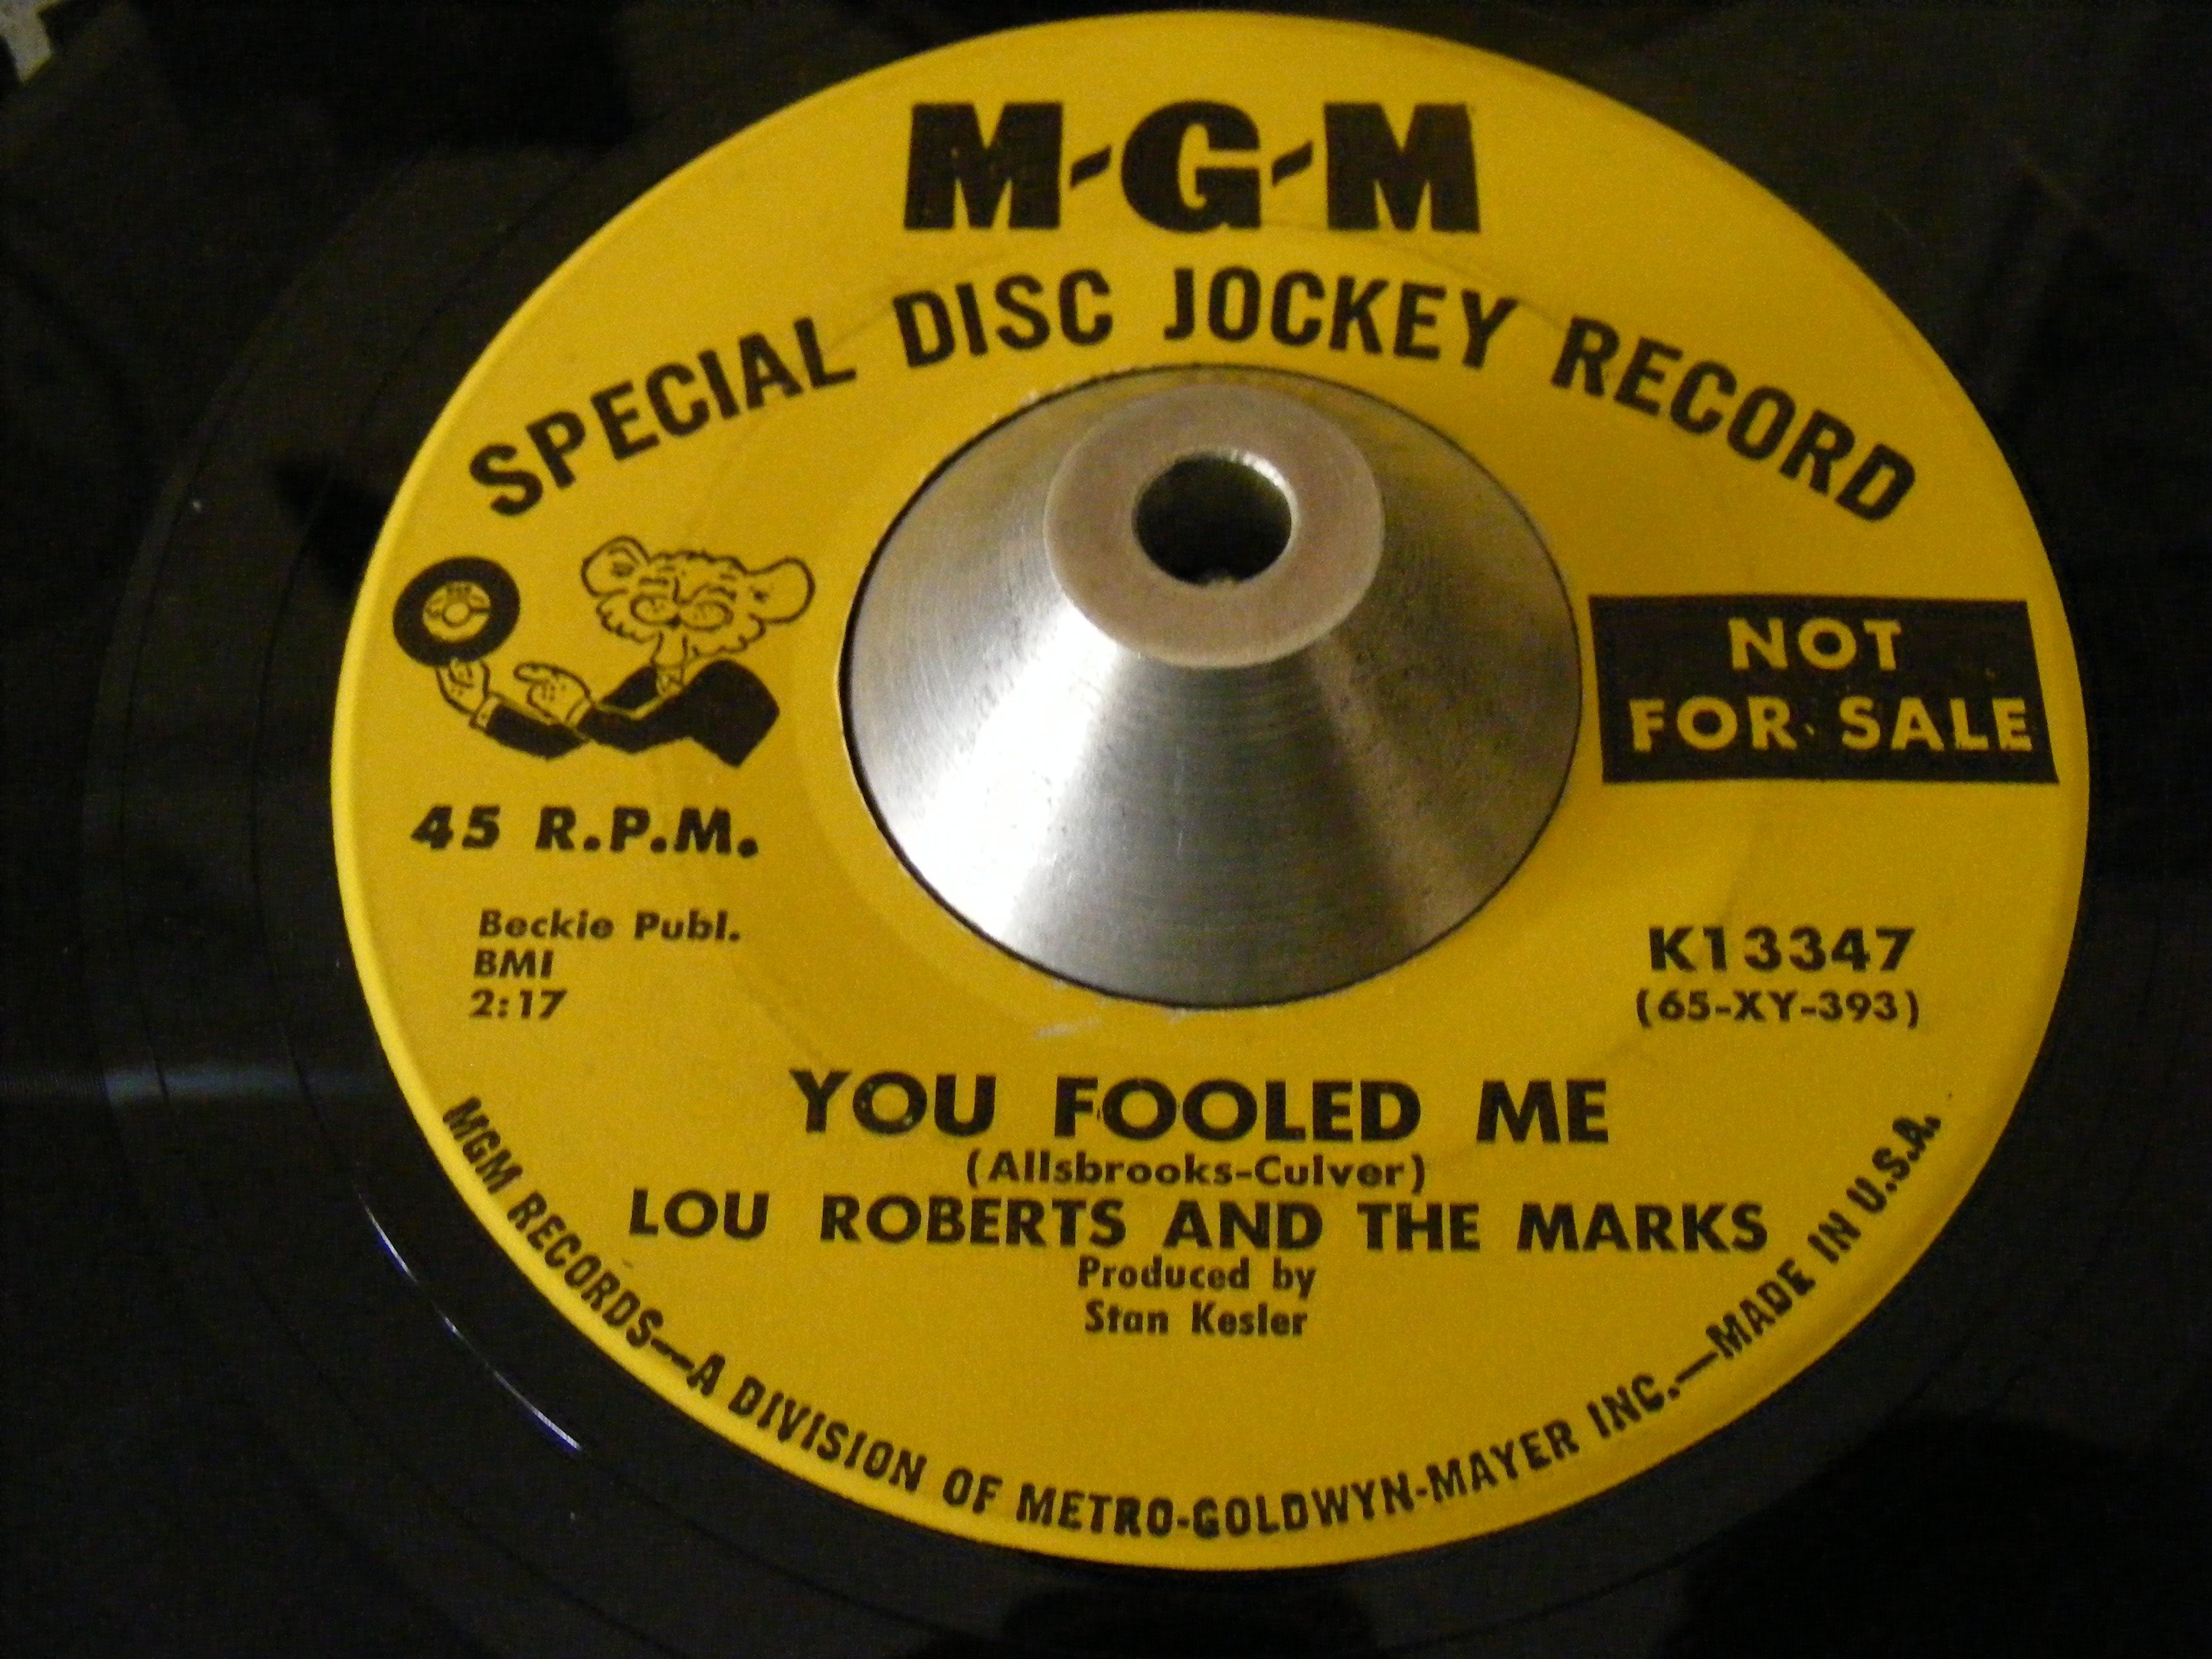 M-G-M
SPECIAL DISC JOCKEY RECORD
NOT
FOR SALE
45 R.P.M.
Beckie Publ.
BMI
2:17
K13347
(65-XY-393)
YOU FOOLED ME
(Allsbrooks-Culver)
LOU ROBERTS AND THE MARKS
Produced by
Stan Kesler
MGM RECORDS—A DIVISION OF METRO-GOLDWYN-MAYER INC.—MADE IN U.S.A.